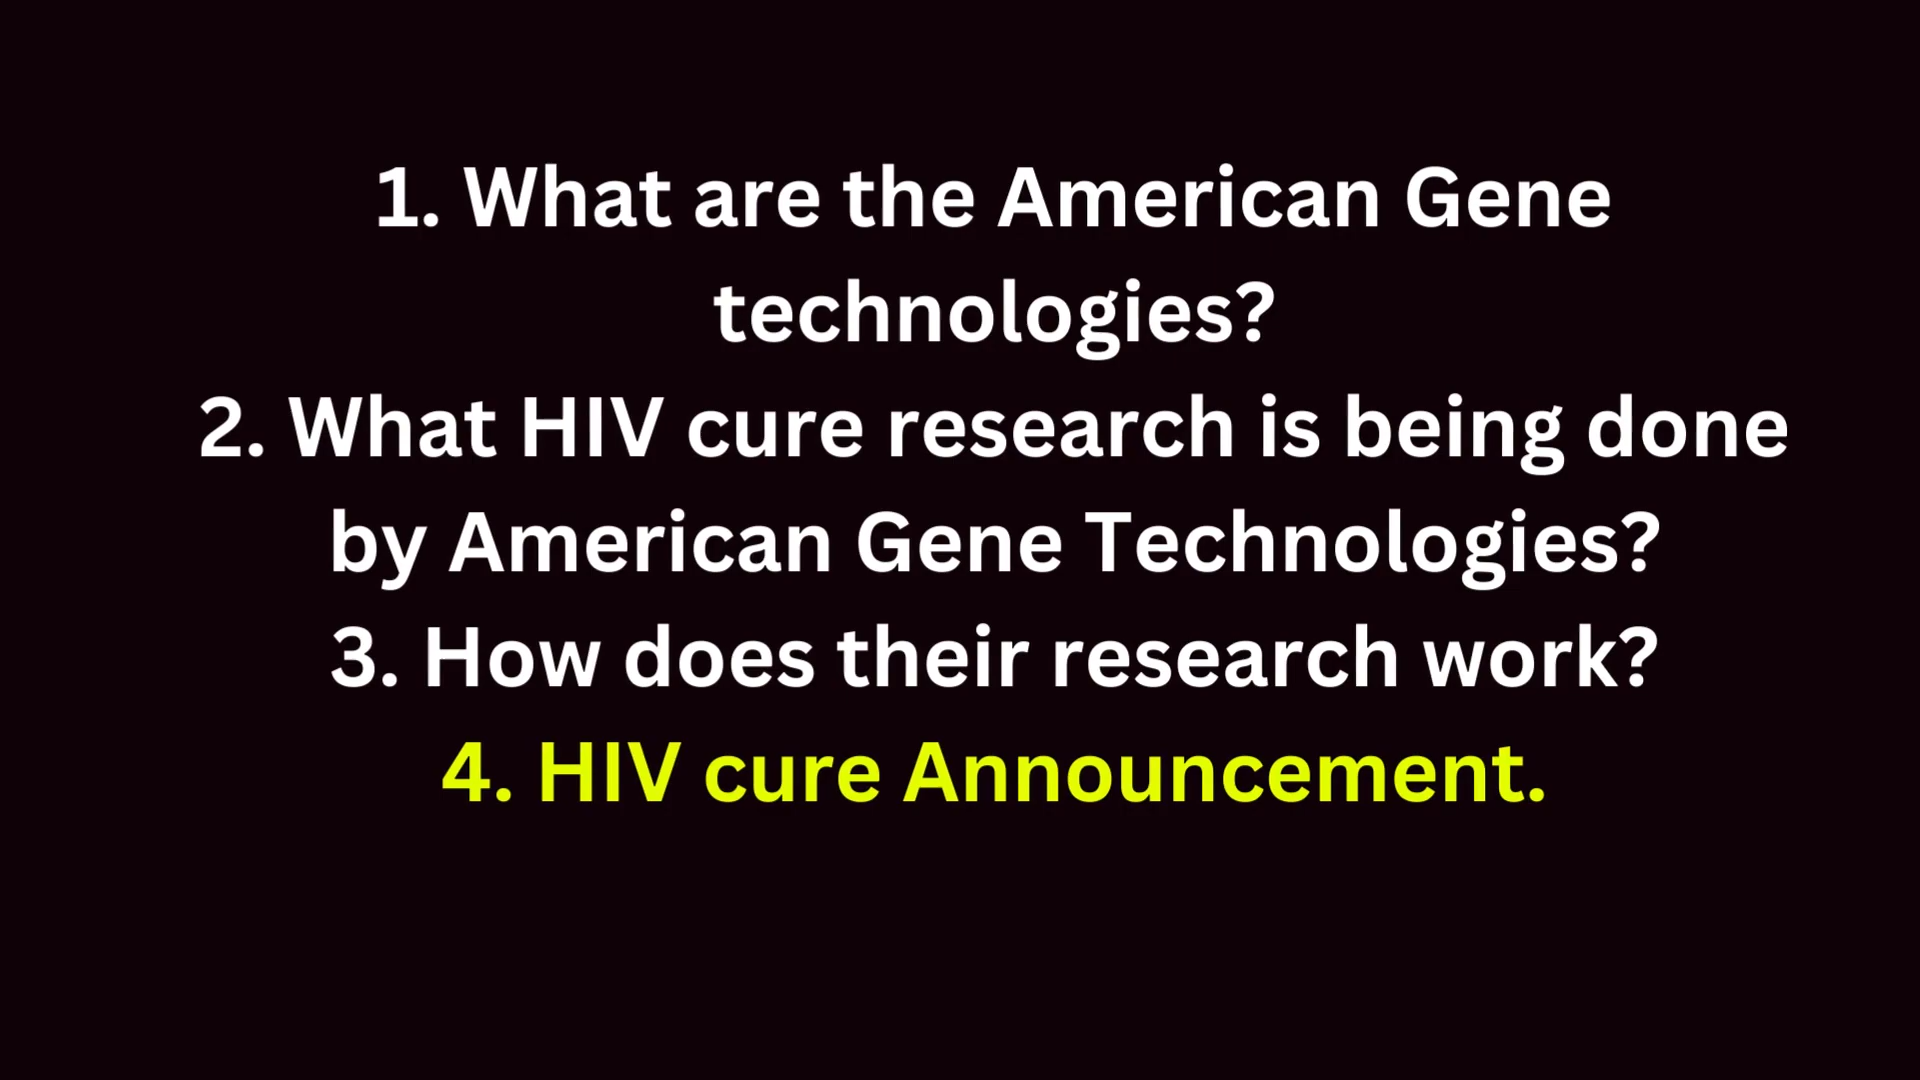 1. What are the American Gene
technologies?
2. What HIV cure research is being done
by American Gene Technologies?
3. How does their research work?
4. HIV cure Announcement.